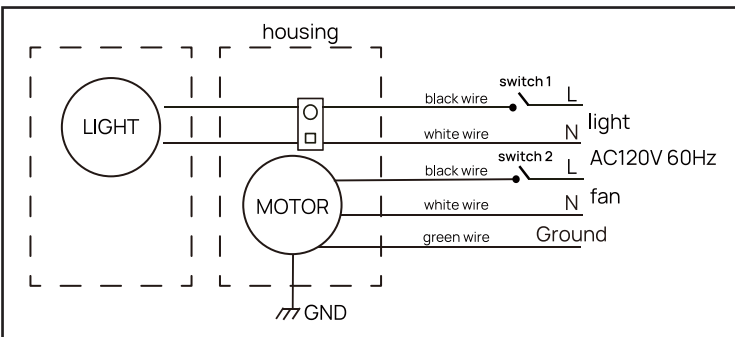 housing
switch 1
black wire
L
LIGHT
light
white wire
N
switch 2
AC120V 60Hz
black wire
L
fan
MOTOR
white wire
N
green wire
Ground
GND